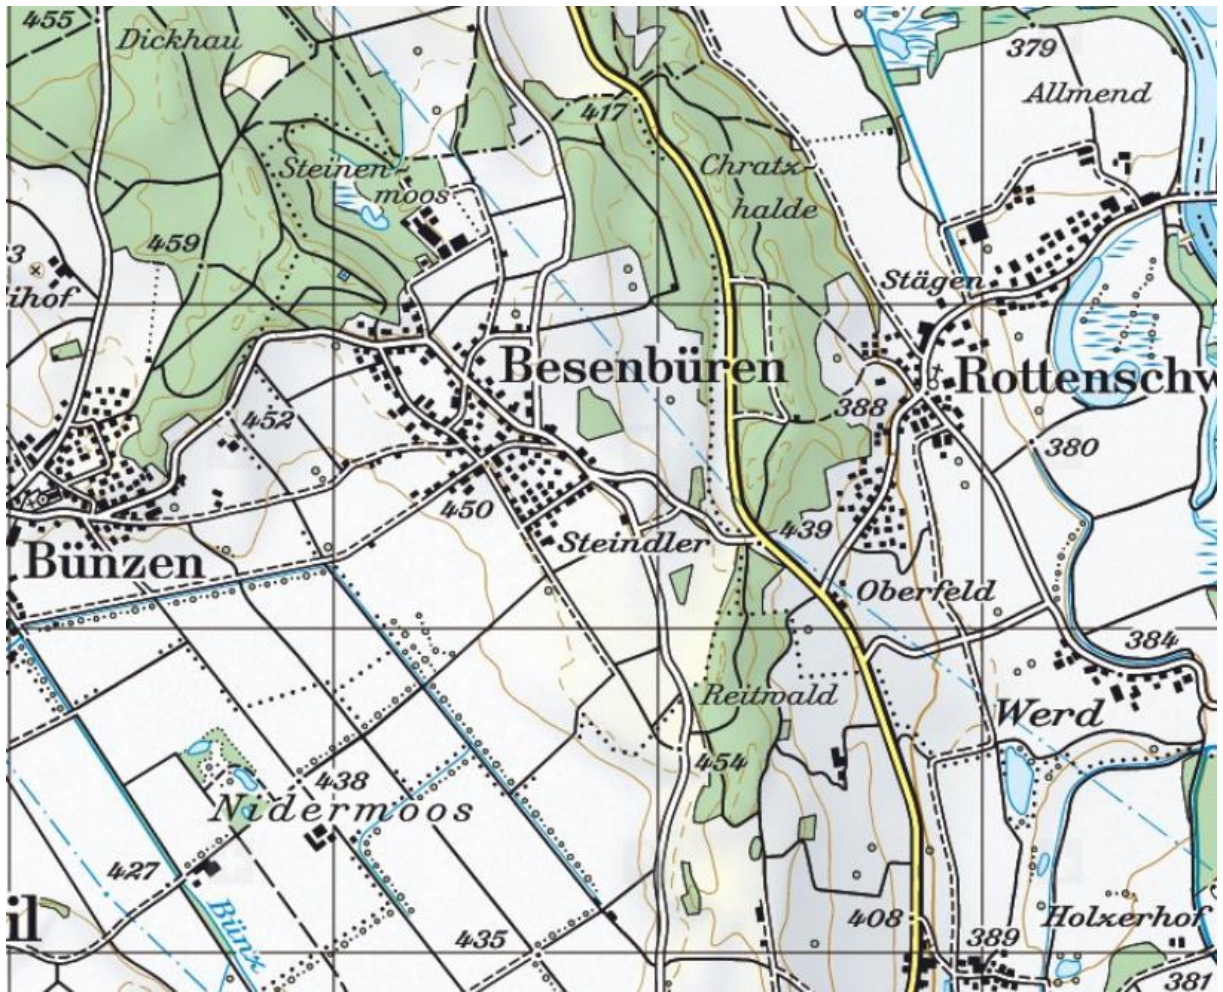 455
Dickhau
379
Allmend
417
Steinen-
moos
Chratz-
halde
459
3
ihof
Stägen
Besenbüren
Rottenschw
388
452
380
450
439
Steindler
Bünzen
Oberfeld
384
Reitwald
Werd
454
438
Nidermoos
427
Bünz
il
435
408
389
Holzerhof
381